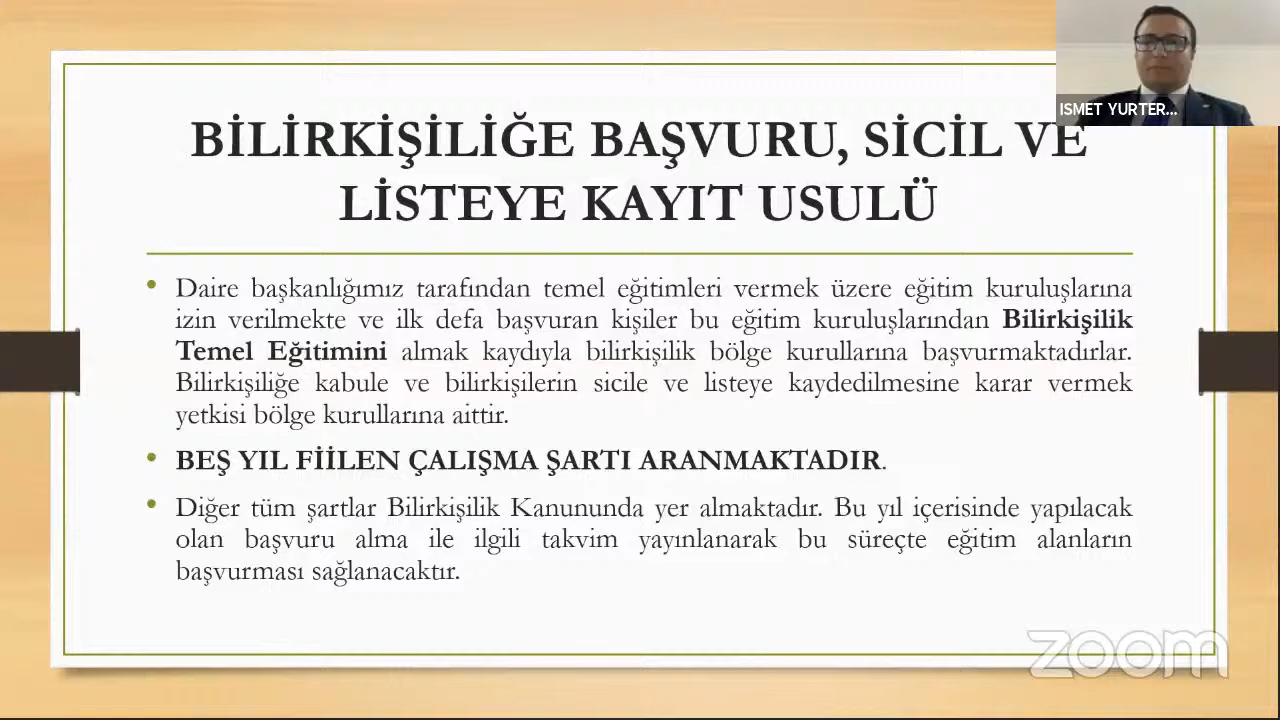 ISMET YURTER...
BİLİRKİŞİLİĞE BAŞVURU, SİCİL VE
LİSTEYE KAYIT USULÜ
• Daire başkanlığımız tarafından temel eğitimleri vermek üzere eğitim kuruluşlarına
izin verilmekte ve ilk defa başvuran kişiler bu eğitim kuruluşlarından Bilirkişilik
Temel Eğitimini almak kaydıyla bilirkişilik bölge kurullarına başvurmaktadırlar.
Bilirkişiliğe kabule ve bilirkişilerin sicile ve listeye kaydedilmesine karar vermek
yetkisi bölge kurullarına aittir.
• BEŞ YIL FİİLEN ÇALIŞMA ŞARTI ARANMAKTADIR.
• Diğer tüm şartlar Bilirkişilik Kanununda yer almaktadır. Bu yıl içerisinde yapılacak
olan başvuru alma ile ilgili takvim yayınlanarak bu süreçte eğitim alanların
başvurması sağlanacaktır.
zoom